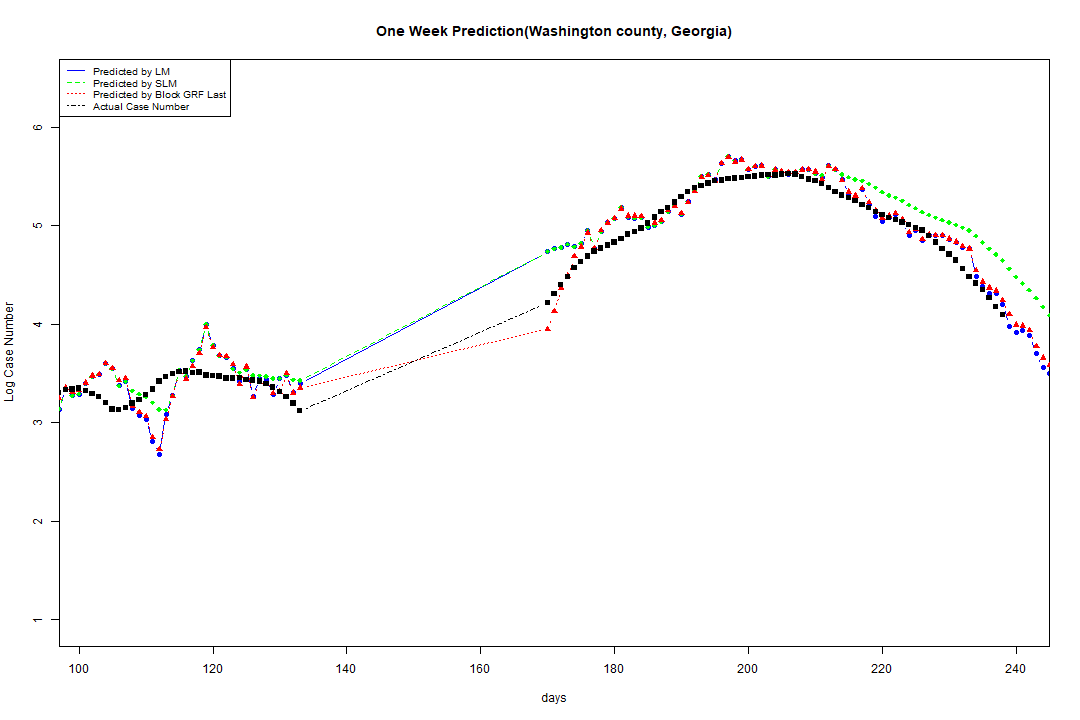 One Week Prediction(Washington county, Georgia)
Predicted by LM
Predicted by SLM
Predicted by Block GRF Last
Actual Case Number
Log Case Number
6
5
4
3
2
1
100 120 140 160 180 200 220 240
days